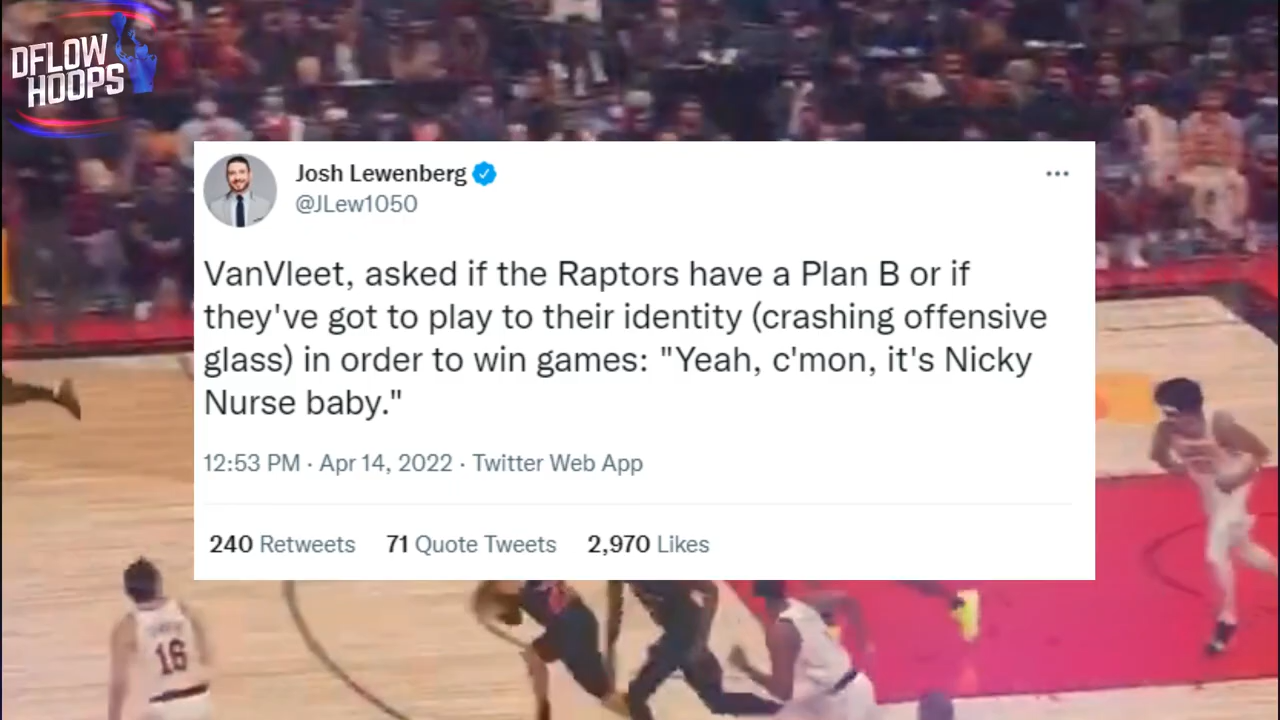 DFLOW
HOOPS
Josh Lewenberg
@JLew1050
VanVleet, asked if the Raptors have a Plan B or if
they've got to play to their identity (crashing offensive
glass) in order to win games: "Yeah, c'mon, it's Nicky
Nurse baby."
12:53 PM · Apr 14, 2022 · Twitter Web App
240 Retweets 71 Quote Tweets 2,970 Likes
16